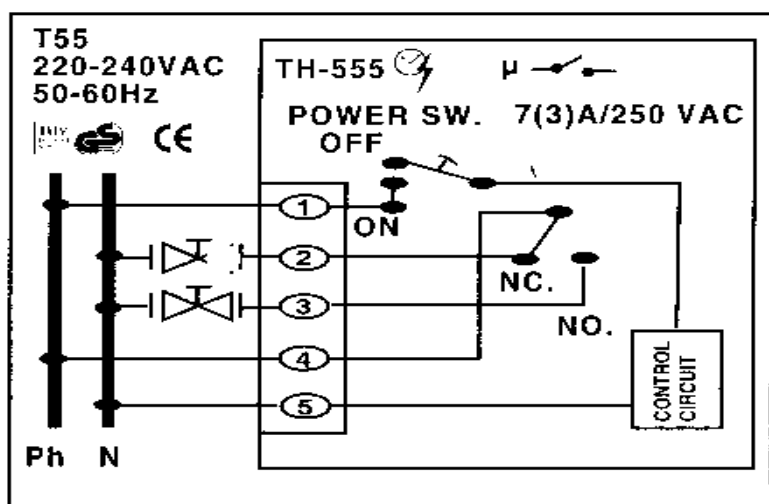 T55
220-240VAC
50-60Hz
CE
TH-555
µ
POWER SW. 7(3)A/250 VAC
OFF
ON
1
2
3
4
5
NC.
NO.
CONTROL
CIRCUIT
Ph N